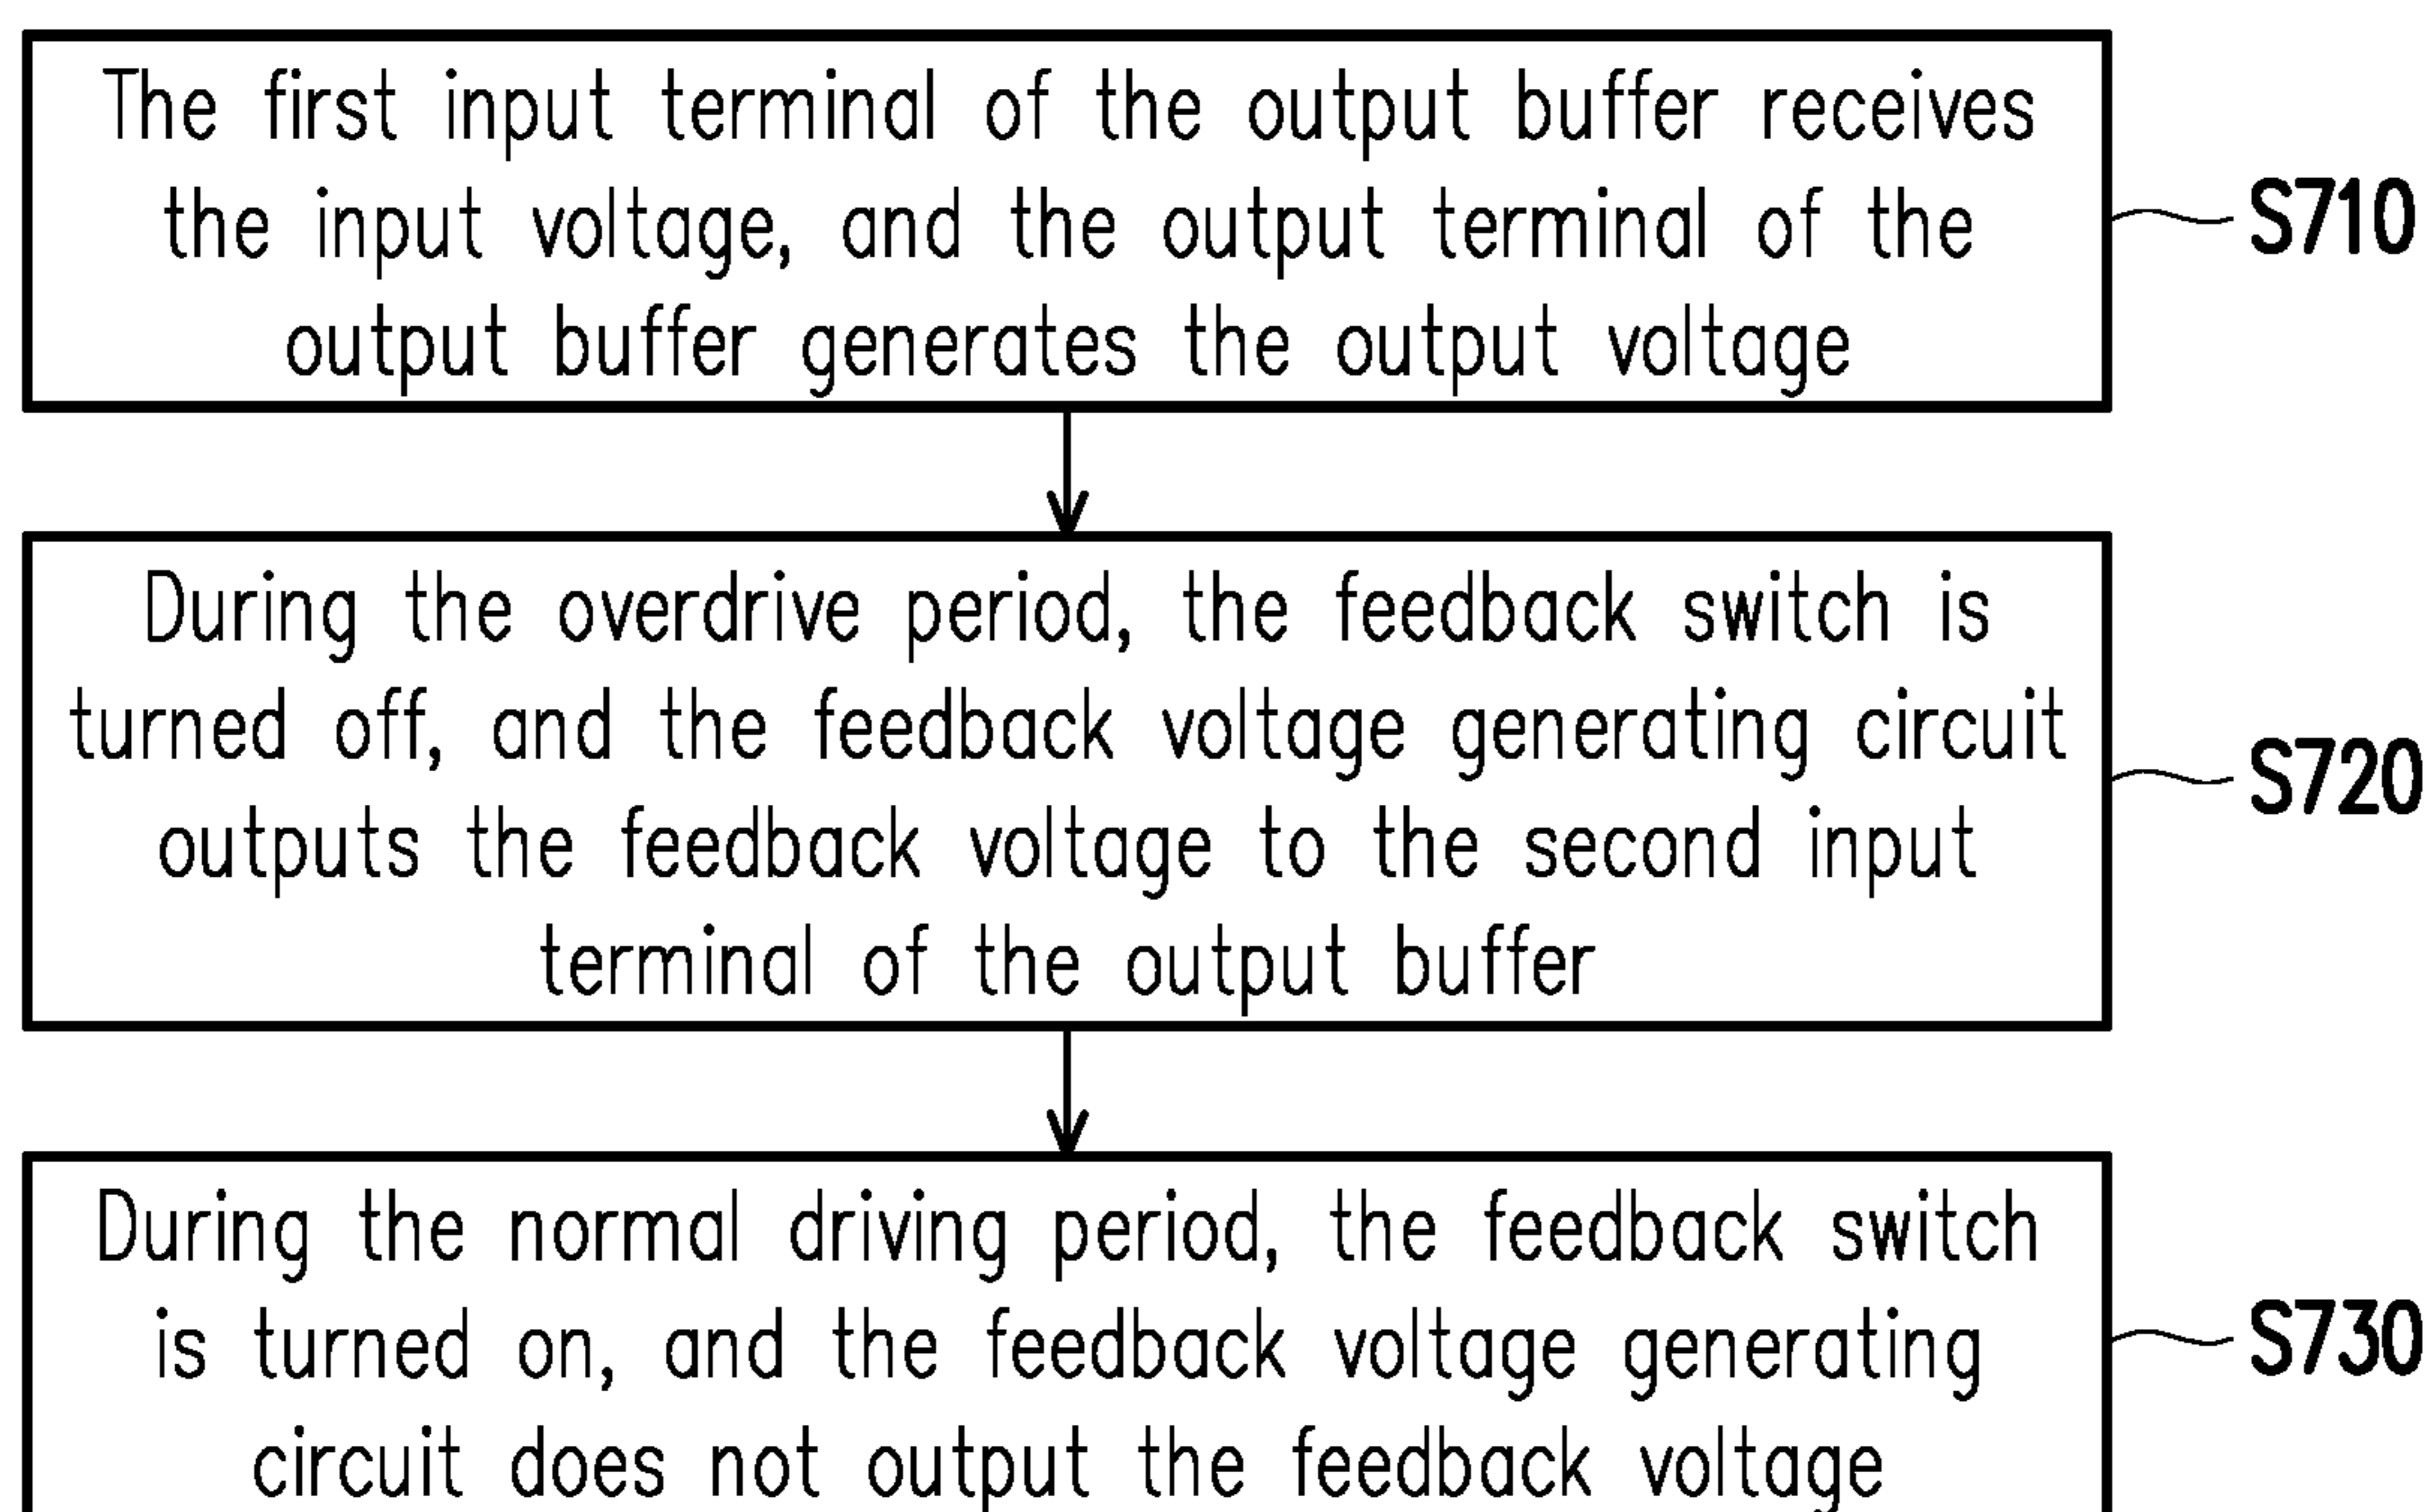 The first input terminal of the output buffer receives
the input voltage, and the output terminal of the
output buffer generates the output voltage
S710
During the overdrive period, the feedback switch is
turned off, and the feedback voltage generating circuit
outputs the feedback voltage to the second input
terminal of the output buffer
S720
During the normal driving period, the feedback switch
is turned on, and the feedback voltage generating
circuit does not output the feedback voltage
S730